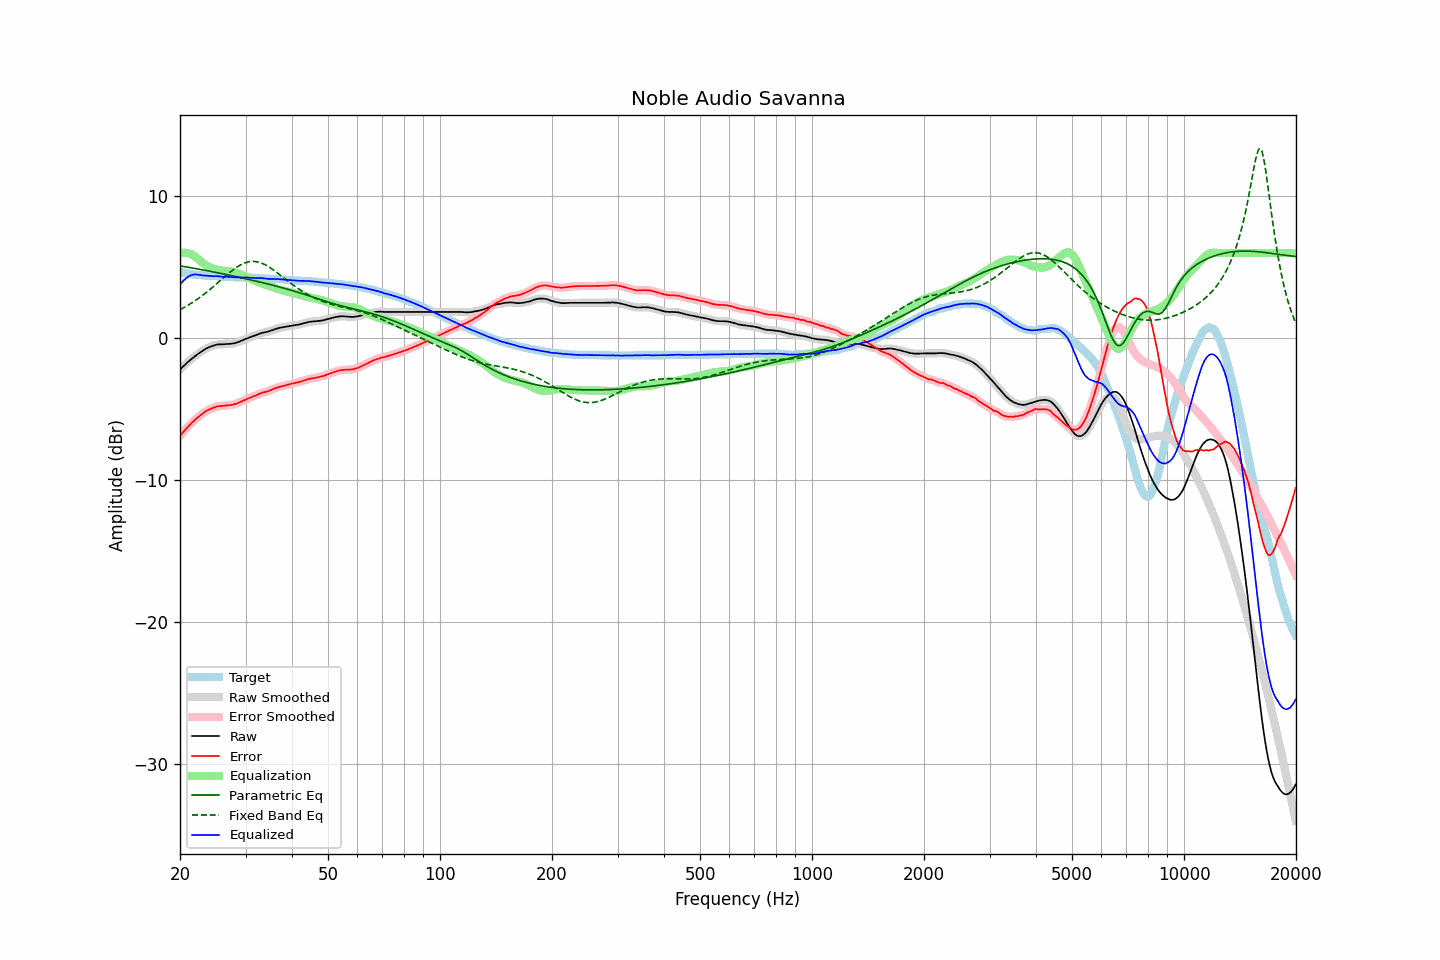 Noble Audio Savanna
Amplitude (dBr)
10
0
−10
−20
−30
Target
Raw Smoothed
Error Smoothed
Raw
Error
Equalization
Parametric Eq
Fixed Band Eq
Equalized
20 50 100 200 500 1000 2000 5000 10000 20000
Frequency (Hz)